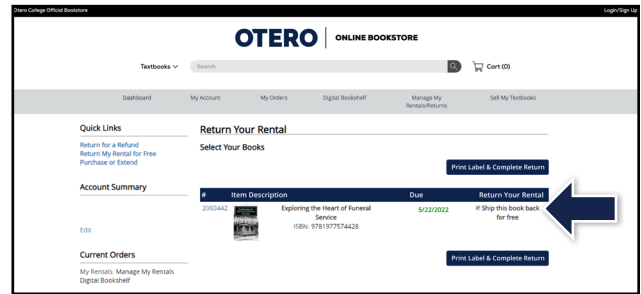 Otero College Official Bookstore
Login/Sign Up
OTERO ONLINE BOOKSTORE
Textbooks
Search
Cart (0)
Dashboard
My Account
My Orders
Digital Bookshelf
Manage My
Rentals/Returns
Sell My Textbooks
Quick Links
Return for a Refund
Return My Rental for Free
Purchase or Extend
Account Summary
Edit
Current Orders
My Rentals: Manage My Rentals
Digital Bookshelf
Return Your Rental
Select Your Books
Print Label & Complete Return
# Item Description Due Return Your Rental
2060442 Exploring the Heart of Funeral 5/22/2022 Ship this book back
Service for free
ISBN: 9781977574428
Print Label & Complete Return